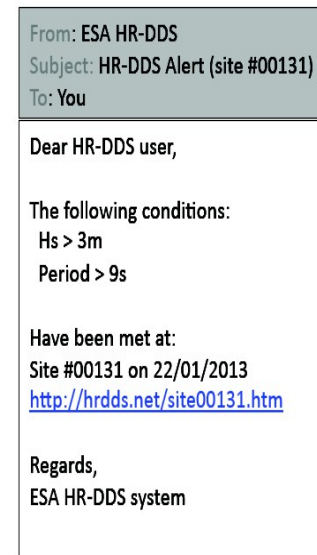 From: ESA HR-DDS
Subject: HR-DDS Alert (site #00131)
To: You
Dear HR-DDS user,
The following conditions:
Hs > 3m
Period > 9s
Have been met at:
Site #00131 on 22/01/2013
http://hrdds.net/site00131.htm
Regards,
ESA HR-DDS system